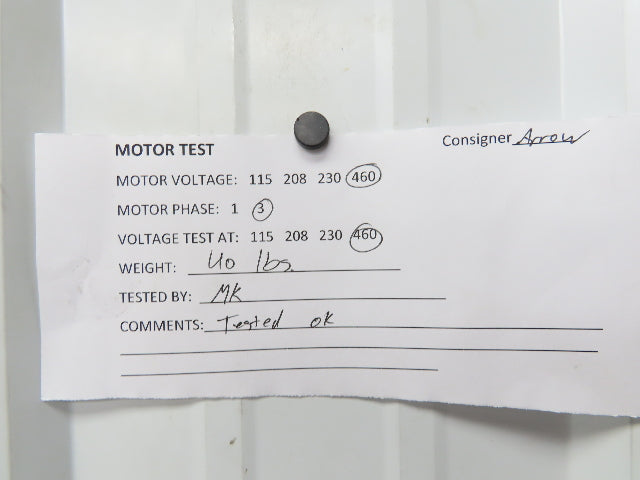 MOTOR TEST
Consigner Arrow
MOTOR VOLTAGE: 115 208 230 460
MOTOR PHASE: 1 3
VOLTAGE TEST AT: 115 208 230 460
WEIGHT: 40 lbs.
TESTED BY: MK
COMMENTS: Tested ok